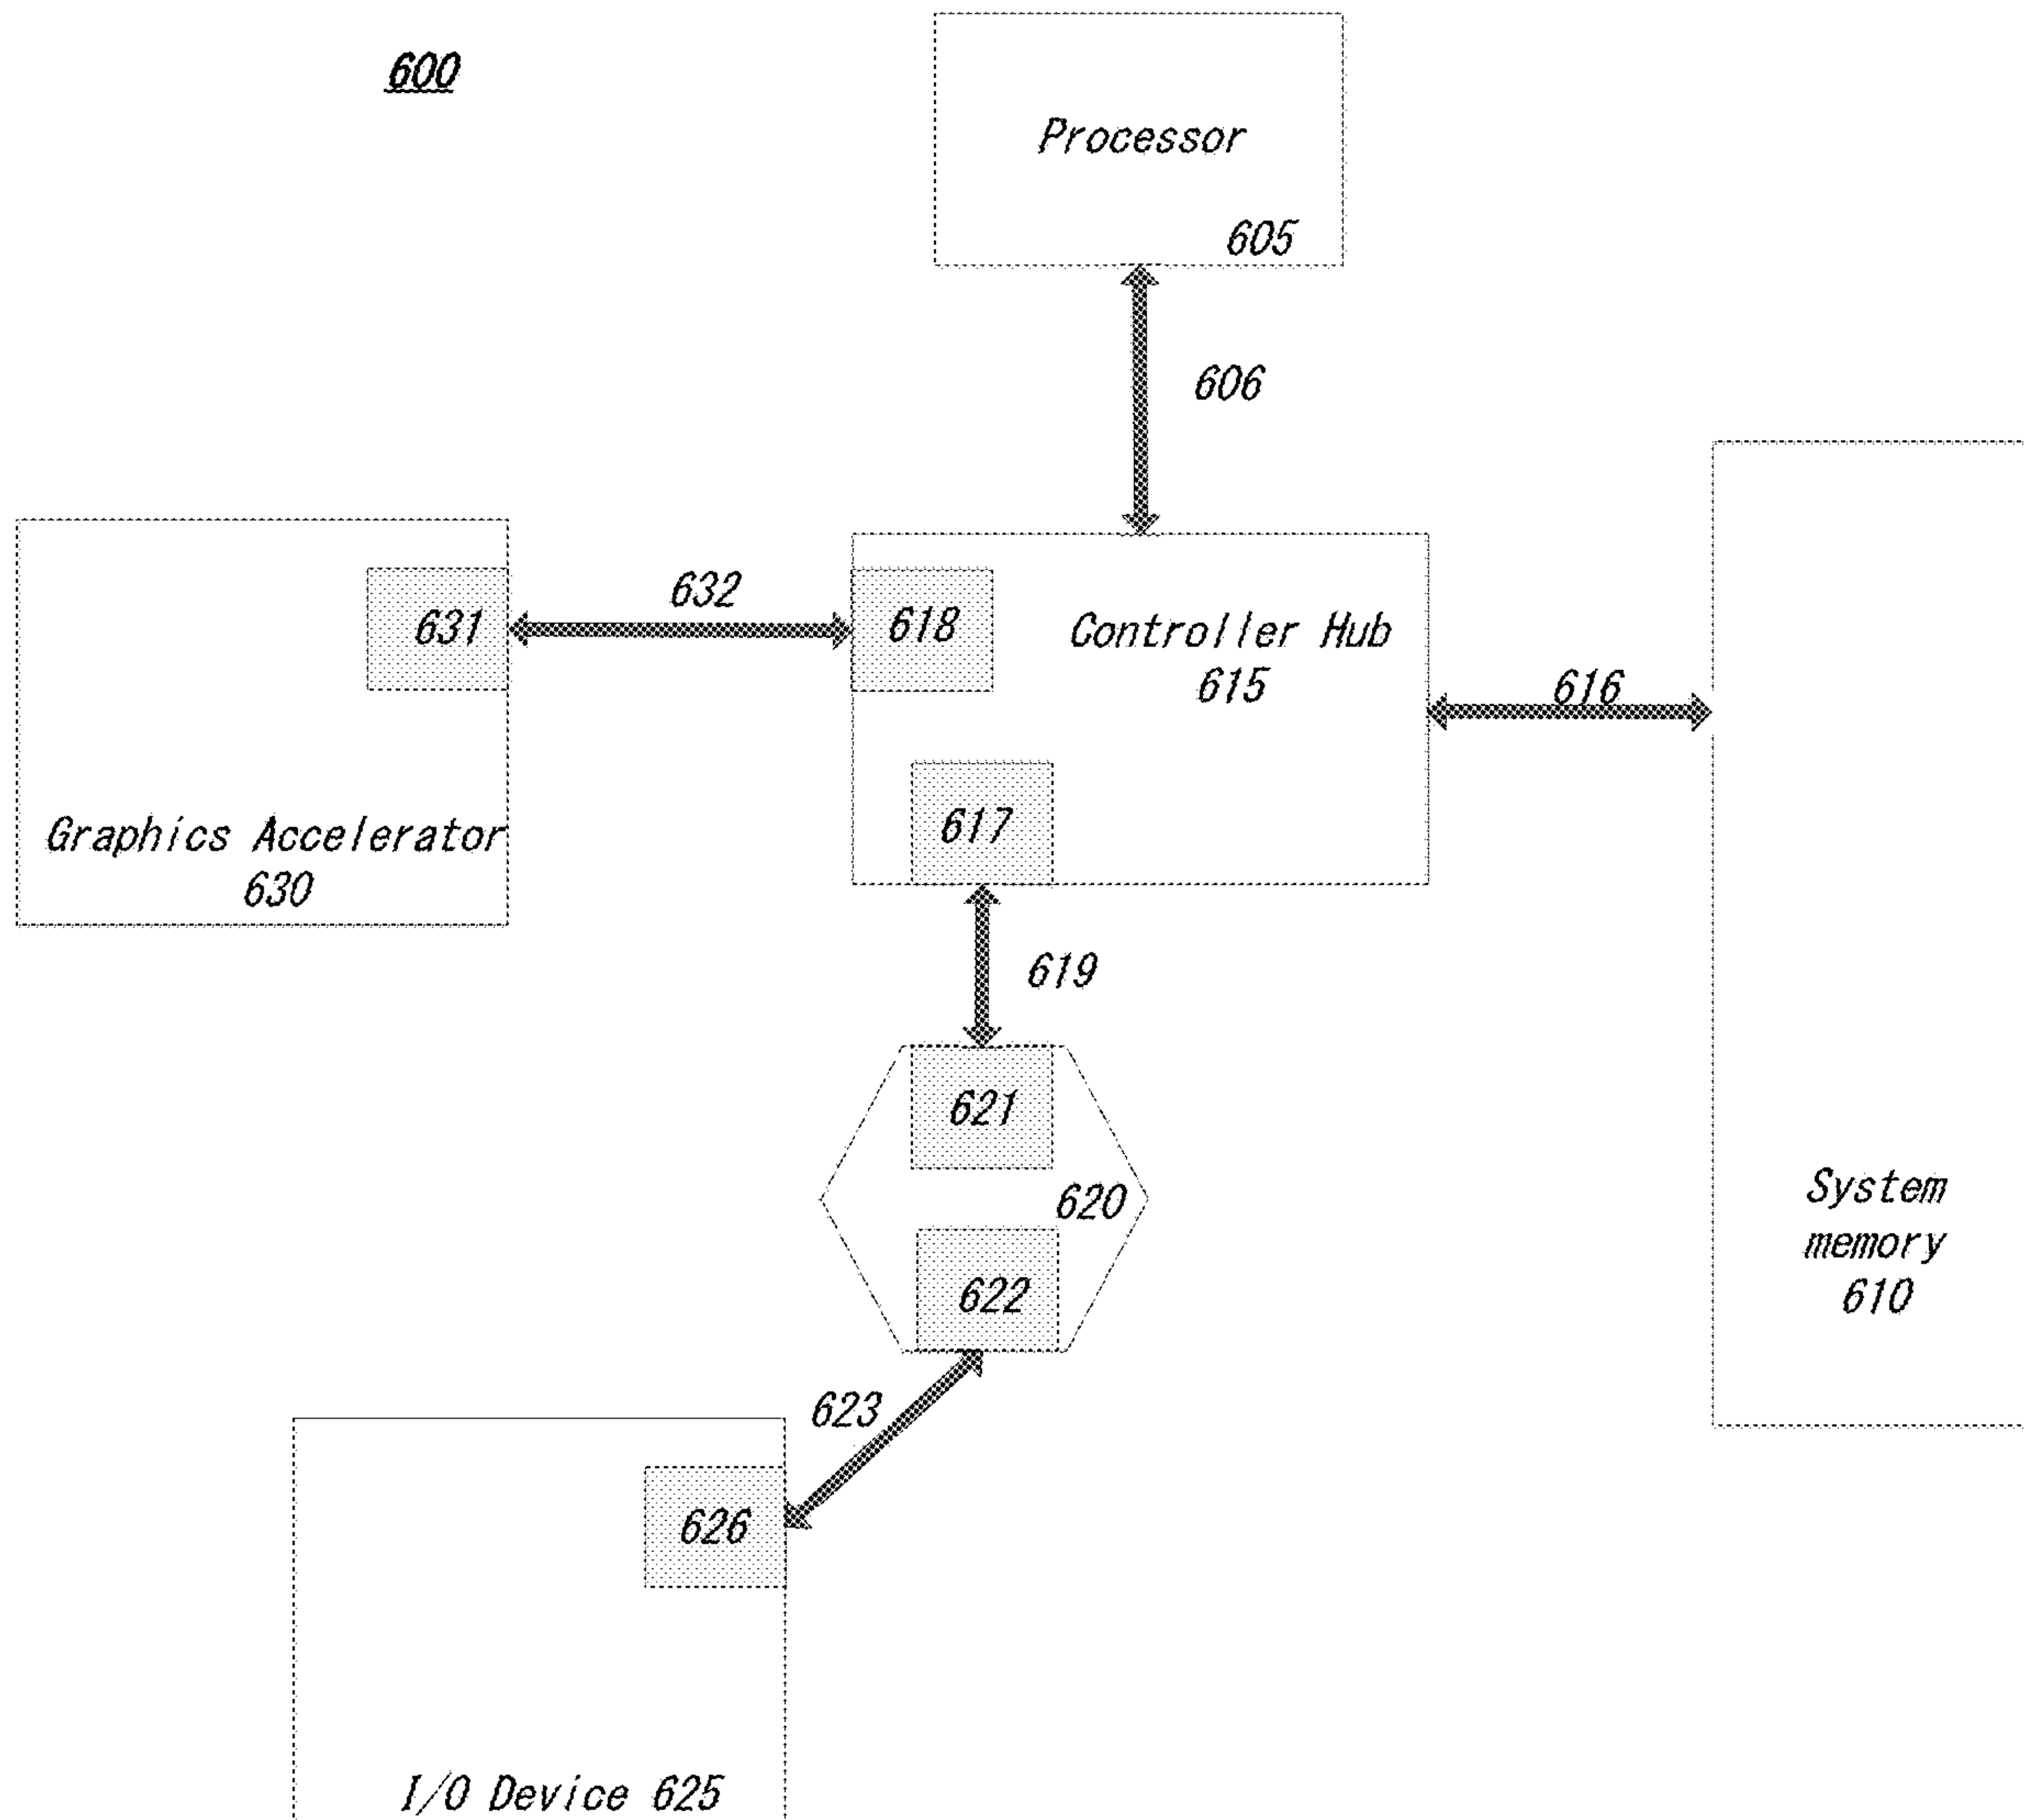 600
Processor
605
606
632
631
618
Controller Hub
615
616
617
Graphics Accelerator
630
619
621
620
622
System
memory
610
623
626
I/O Device 625